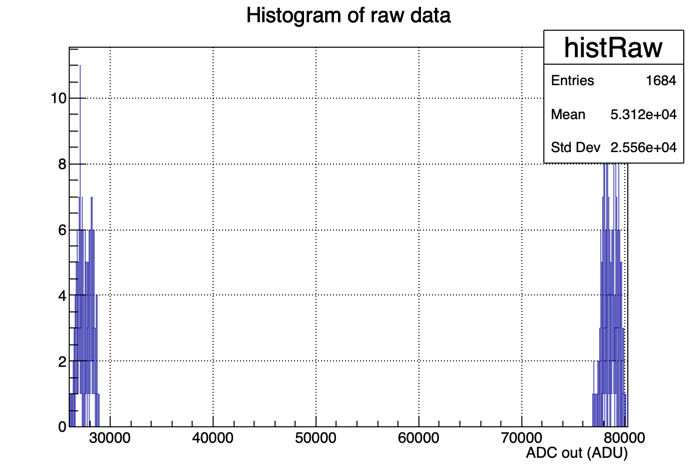 Histogram of raw data
histRaw
Entries 1684
Mean 5.312e+04
Std Dev 2.556e+04
10
8
6
4
2
0
30000 40000 50000 60000 70000 80000
ADC out (ADU)